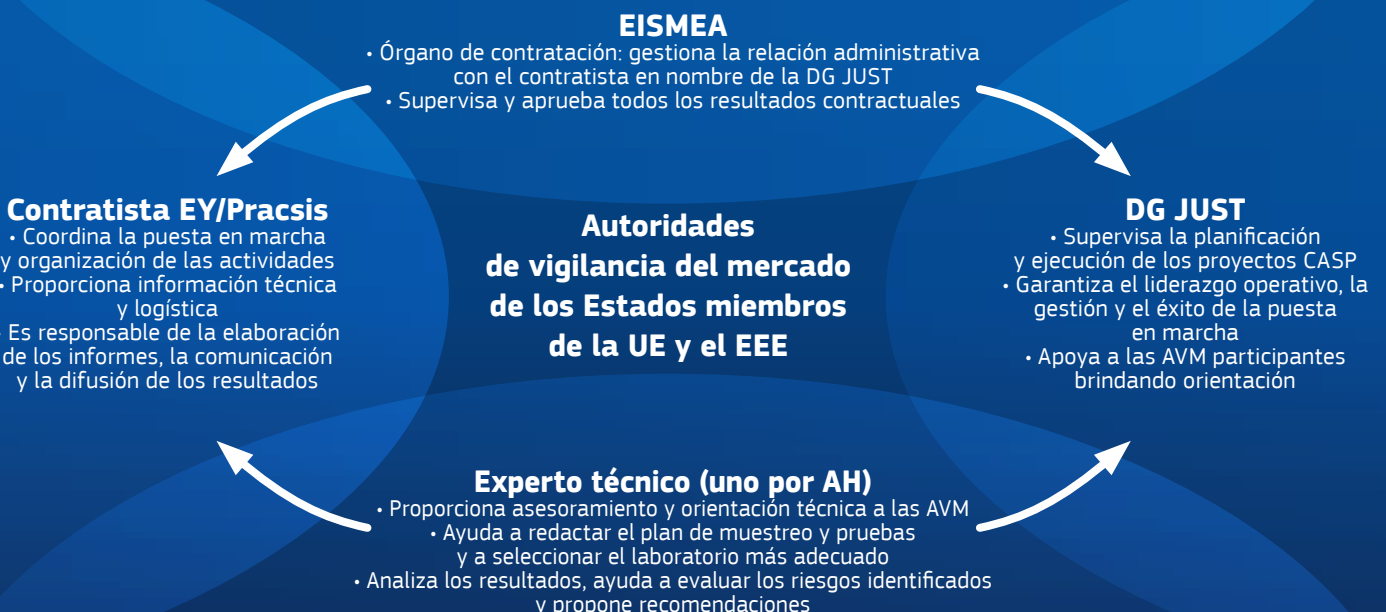 EISMEA
• Órgano de contratación: gestiona la relación administrativa
con el contratista en nombre de la DG JUST
• Supervisa y aprueba todos los resultados contractuales
Contratista EY/Pracsis
• Coordina la puesta en marcha
y organización de las actividades
• Proporciona información técnica
y logística
• Es responsable de la elaboración
de los informes, la comunicación
y la difusión de los resultados
Autoridades
de vigilancia del mercado
de los Estados miembros
de la UE y el EEE
DG JUST
• Supervisa la planificación
y ejecución de los proyectos CASP
• Garantiza el liderazgo operativo, la
gestión y el éxito de la puesta
en marcha
• Apoya a las AVM participantes
brindando orientación
Experto técnico (uno por AH)
• Proporciona asesoramiento y orientación técnica a las AVM
• Ayuda a redactar el plan de muestreo y pruebas
y a seleccionar el laboratorio más adecuado
• Analiza los resultados, ayuda a evaluar los riesgos identificados
y propone recomendaciones